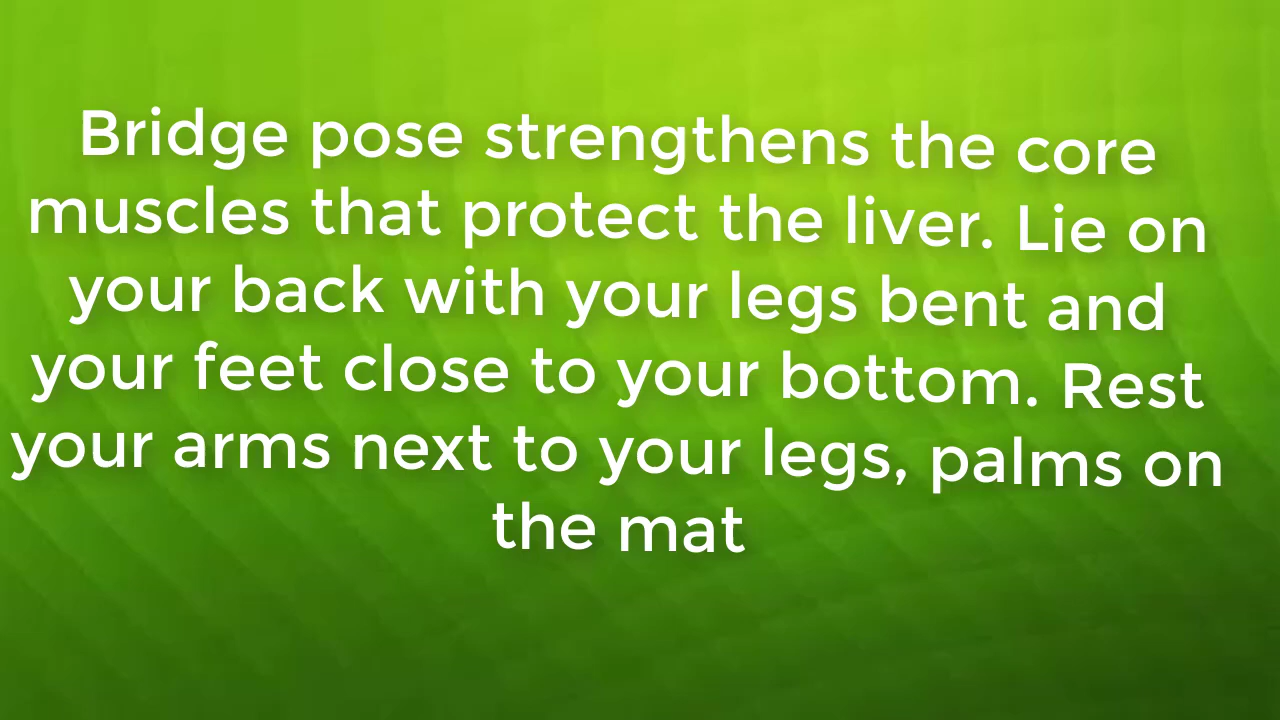 Bridge pose strengthens the core
muscles that protect the liver. Lie on
your back with your legs bent and
your feet close to your bottom. Rest
your arms next to your legs, palms on
the mat